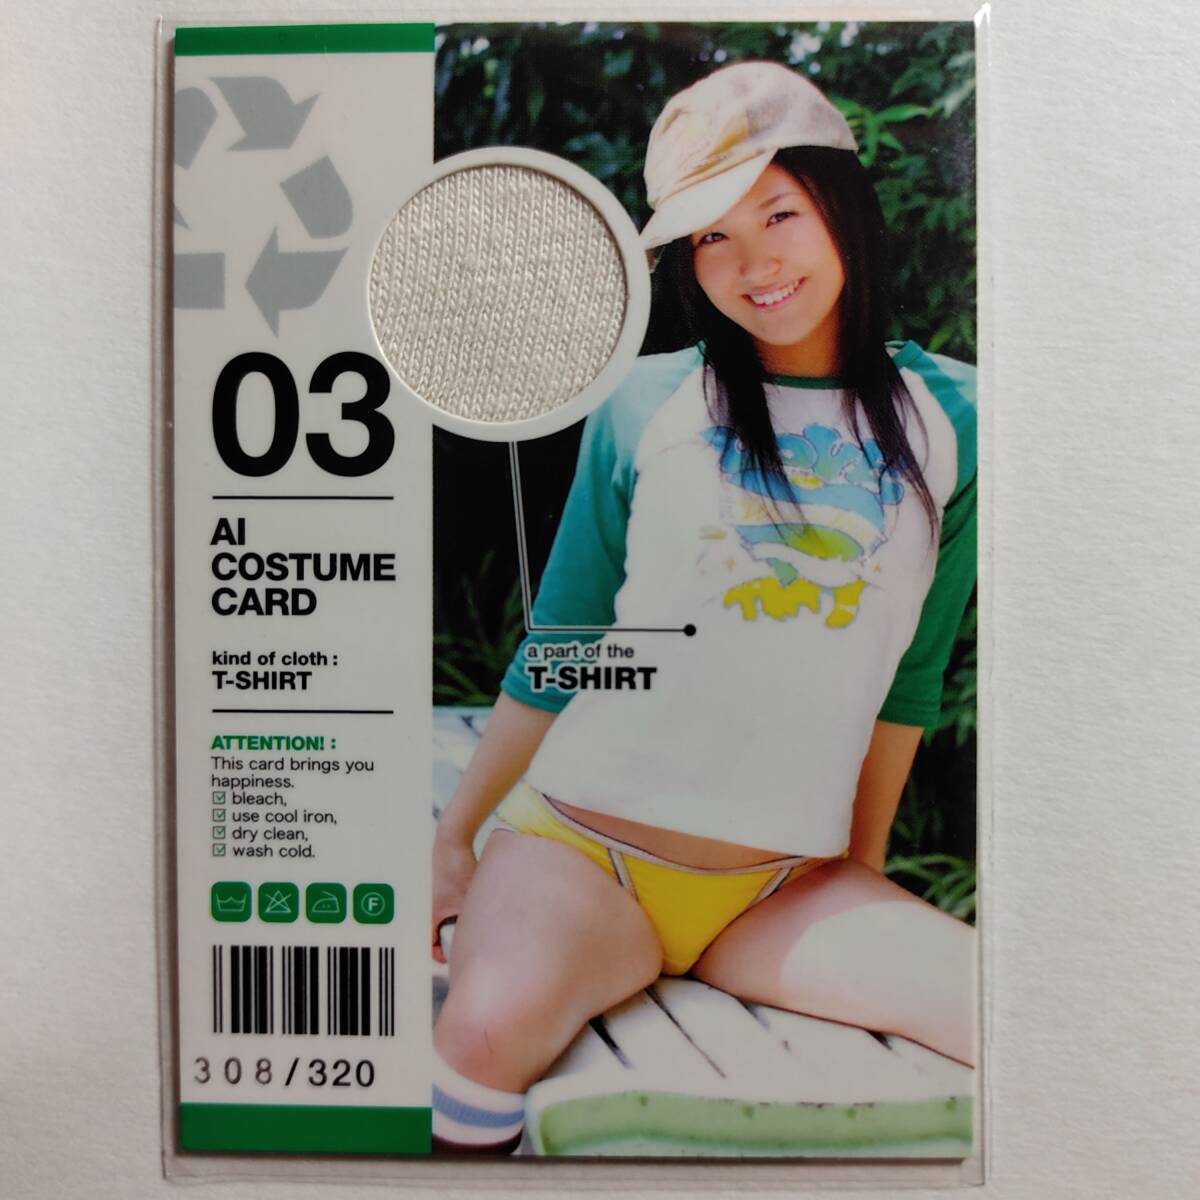 03
AI
COSTUME
CARD
kind of cloth :
T-SHIRT
ATTENTION! :
This card brings you
happiness.
bleach,
use cool iron,
dry clean,
wash cold.
F
308/320
a part of the
T-SHIRT